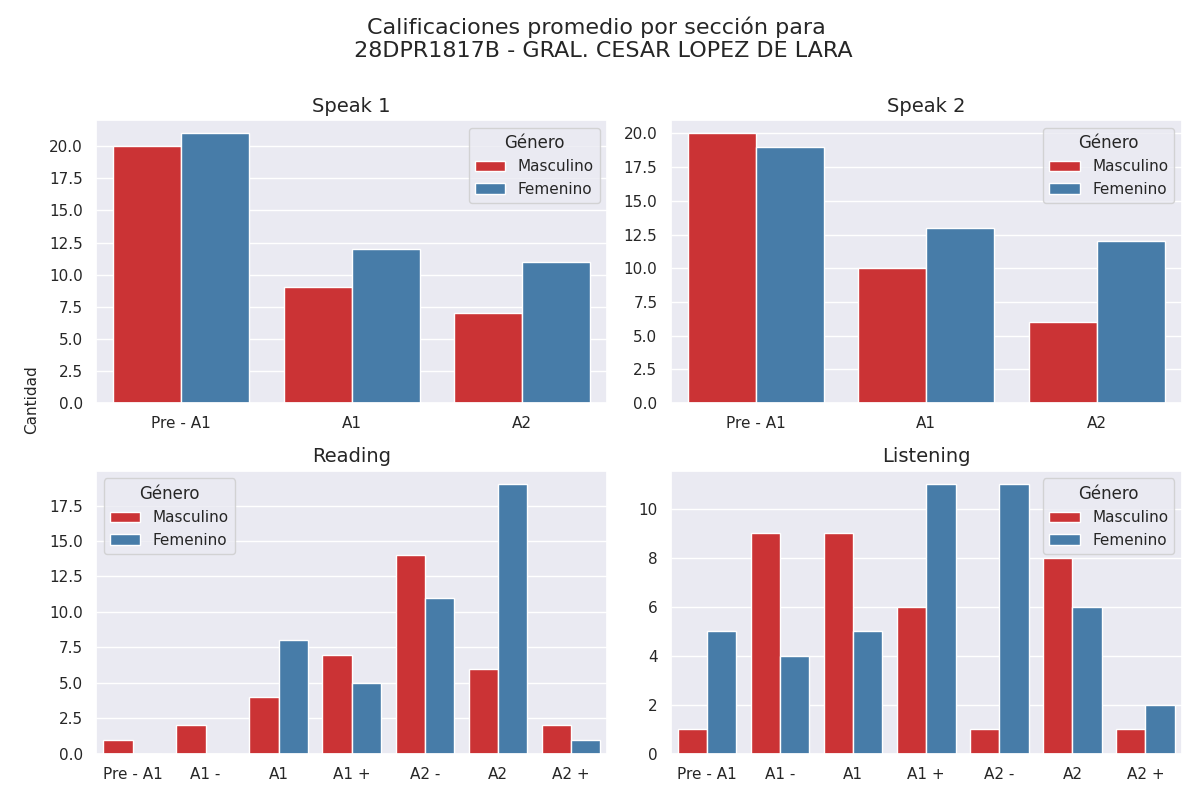 Calificaciones promedio por sección para
28DPR1817B - GRAL. CESAR LOPEZ DE LARA
Cantidad
Speak 1
20.0
17.5
15.0
12.5
10.0
7.5
5.0
2.5
0.0
Género
Masculino
Femenino
Pre - A1 A1 A2
Speak 2
20.0
17.5
15.0
12.5
10.0
7.5
5.0
2.5
0.0
Género
Masculino
Femenino
Pre - A1 A1 A2
Reading
17.5
15.0
12.5
10.0
7.5
5.0
2.5
0.0
Género
Masculino
Femenino
Pre - A1 A1 - A1 A1 + A2 - A2 A2 +
Listening
10
8
6
4
2
0
Género
Masculino
Femenino
Pre - A1 A1 - A1 A1 + A2 - A2 A2 +